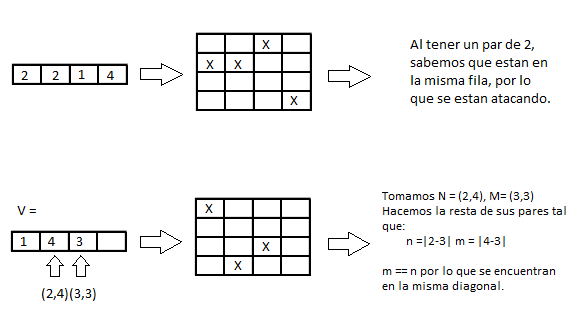 2 2 1 4
X
X X
X
Al tener un par de 2,
sabemos que estan en
la misma fila, por lo
que se estan atacando.
V =
1 4 3
(2,4)(3,3)
X
X
X
Tomamos N = (2,4), M= (3,3)
Hacemos la resta de sus pares tal
que:
n =|2-3| m = |4-3|
m == n por lo que se encuentran
en la misma diagonal.